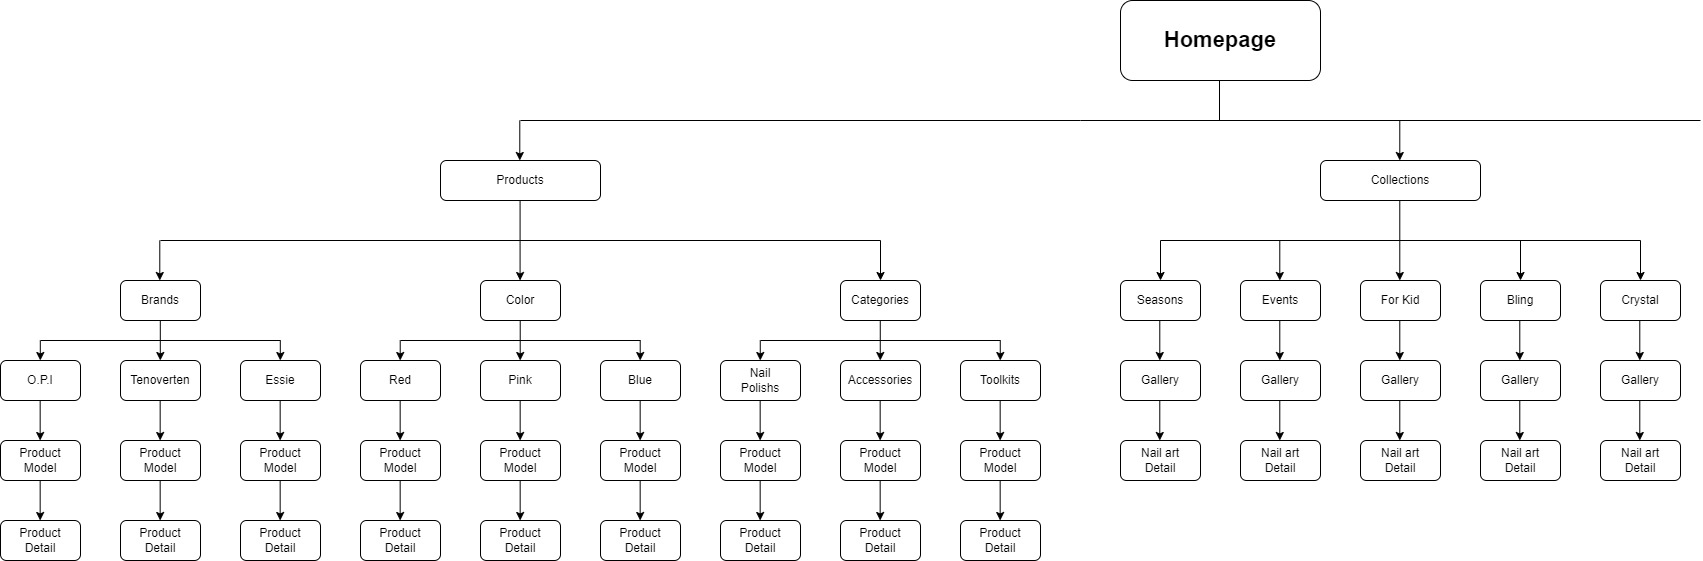 Homepage
Products
Collections
Brands
Color
Categories
Seasons
Events
For Kid
Bling
Crystal
O.P.I
Tenoverten
Essie
Red
Pink
Blue
Nail
Polishs
Accessories
Toolkits
Gallery
Gallery
Gallery
Gallery
Gallery
Product
Model
Product
Model
Product
Model
Product
Model
Product
Model
Product
Model
Product
Model
Product
Model
Product
Model
Nail art
Detail
Nail art
Detail
Nail art
Detail
Nail art
Detail
Nail art
Detail
Product
Detail
Product
Detail
Product
Detail
Product
Detail
Product
Detail
Product
Detail
Product
Detail
Product
Detail
Product
Detail